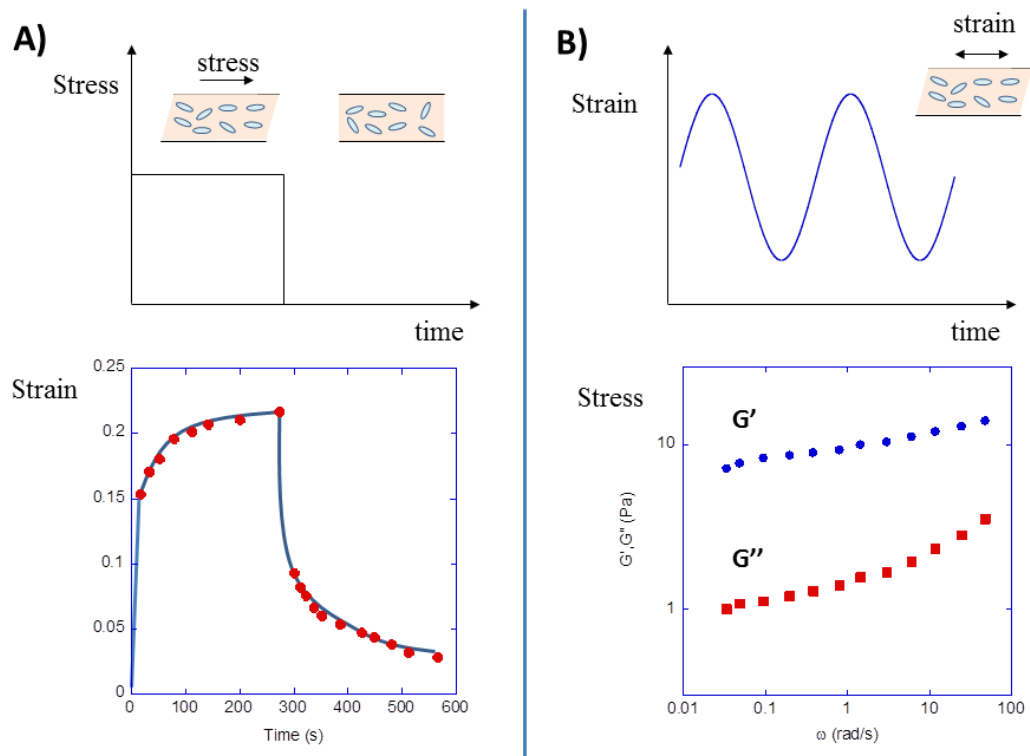 A)
Stress
stress
time
Strain
0.25
0.2
0.15
0.1
0.05
0
0 100 200 300 400 500 600
Time (s)
B)
strain
Strain
time
Stress
G'
G''
G',G" (Pa)
10
1
0.01 0.1 1 10 100
ω (rad/s)